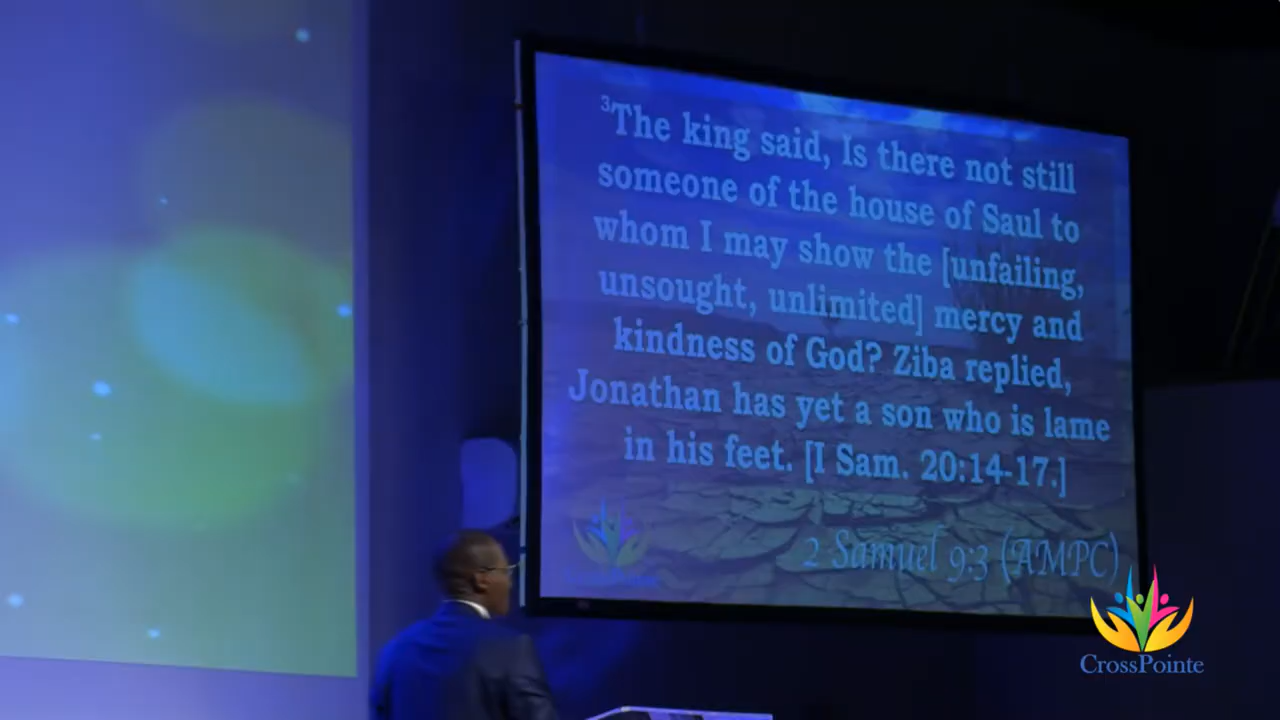 ³The king said, Is there not still
someone of the house of Saul to
whom I may show the [unfailing,
unsought, unlimited] mercy and
kindness of God? Ziba replied,
Jonathan has yet a son who is lame
in his feet. [I Sam. 20:14-17.]
2 Samuel 9:3 (AMPC)
CrossPointe